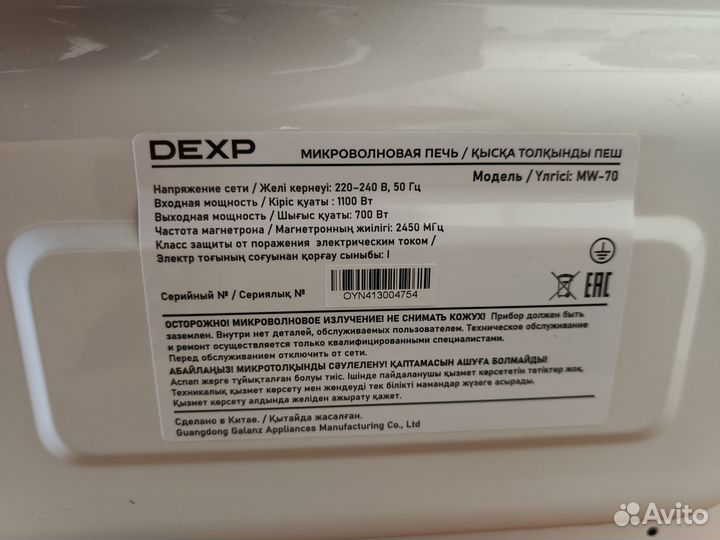 DEXP
МИКРОВОЛНОВАЯ ПЕЧЬ / ҚЫСҚА ТОЛҚЫНДЫ ПЕШ
Модель / Үлгісі: MW-70
Напряжение сети / Желі кернеуі: 220-240 В, 50 Гц
Входная мощность / Кіріс қуаты : 1100 Вт
Выходная мощность / Шығыс қуаты: 700 Вт
Частота магнетрона / Магнетронның жиілігі: 2450 МГц
Класс защиты от поражения электрическим током /
Электр тоғының соғуынан қорғау сыныбы: I
Серийный № / Сериялық №
OYN413004754
EAC
ОСТОРОЖНО! МИКРОВОЛНОВОЕ ИЗЛУЧЕНИЕ! НЕ СНИМАТЬ КОЖУХ! Прибор должен быть
заземлен. Внутри нет деталей, обслуживаемых пользователем. Техническое обслуживание
и ремонт осуществляется только квалифицированными специалистами.
Перед обслуживанием отключить от сети.
АБАЙЛАҢЫЗ! МИКРОТОЛҚЫНДЫ СӘУЛЕЛЕНУ! ҚАПТАМАСЫН АШУҒА БОЛМАЙДЫ!
Аспап жерге тұйықталған болуы тиіс. Ішінде пайдаланушы қызмет көрсететін тетіктер жоқ.
Техникалық қызмет көрсету мен жөндеуді тек білікті мамандар жүзеге асырады.
Қызмет көрсету алдында желіден ажырату қажет.
Сделано в Китае. / Қытайда жасалған.
Guangdong Galanz Appliances Manufacturing Co., Ltd
Avito